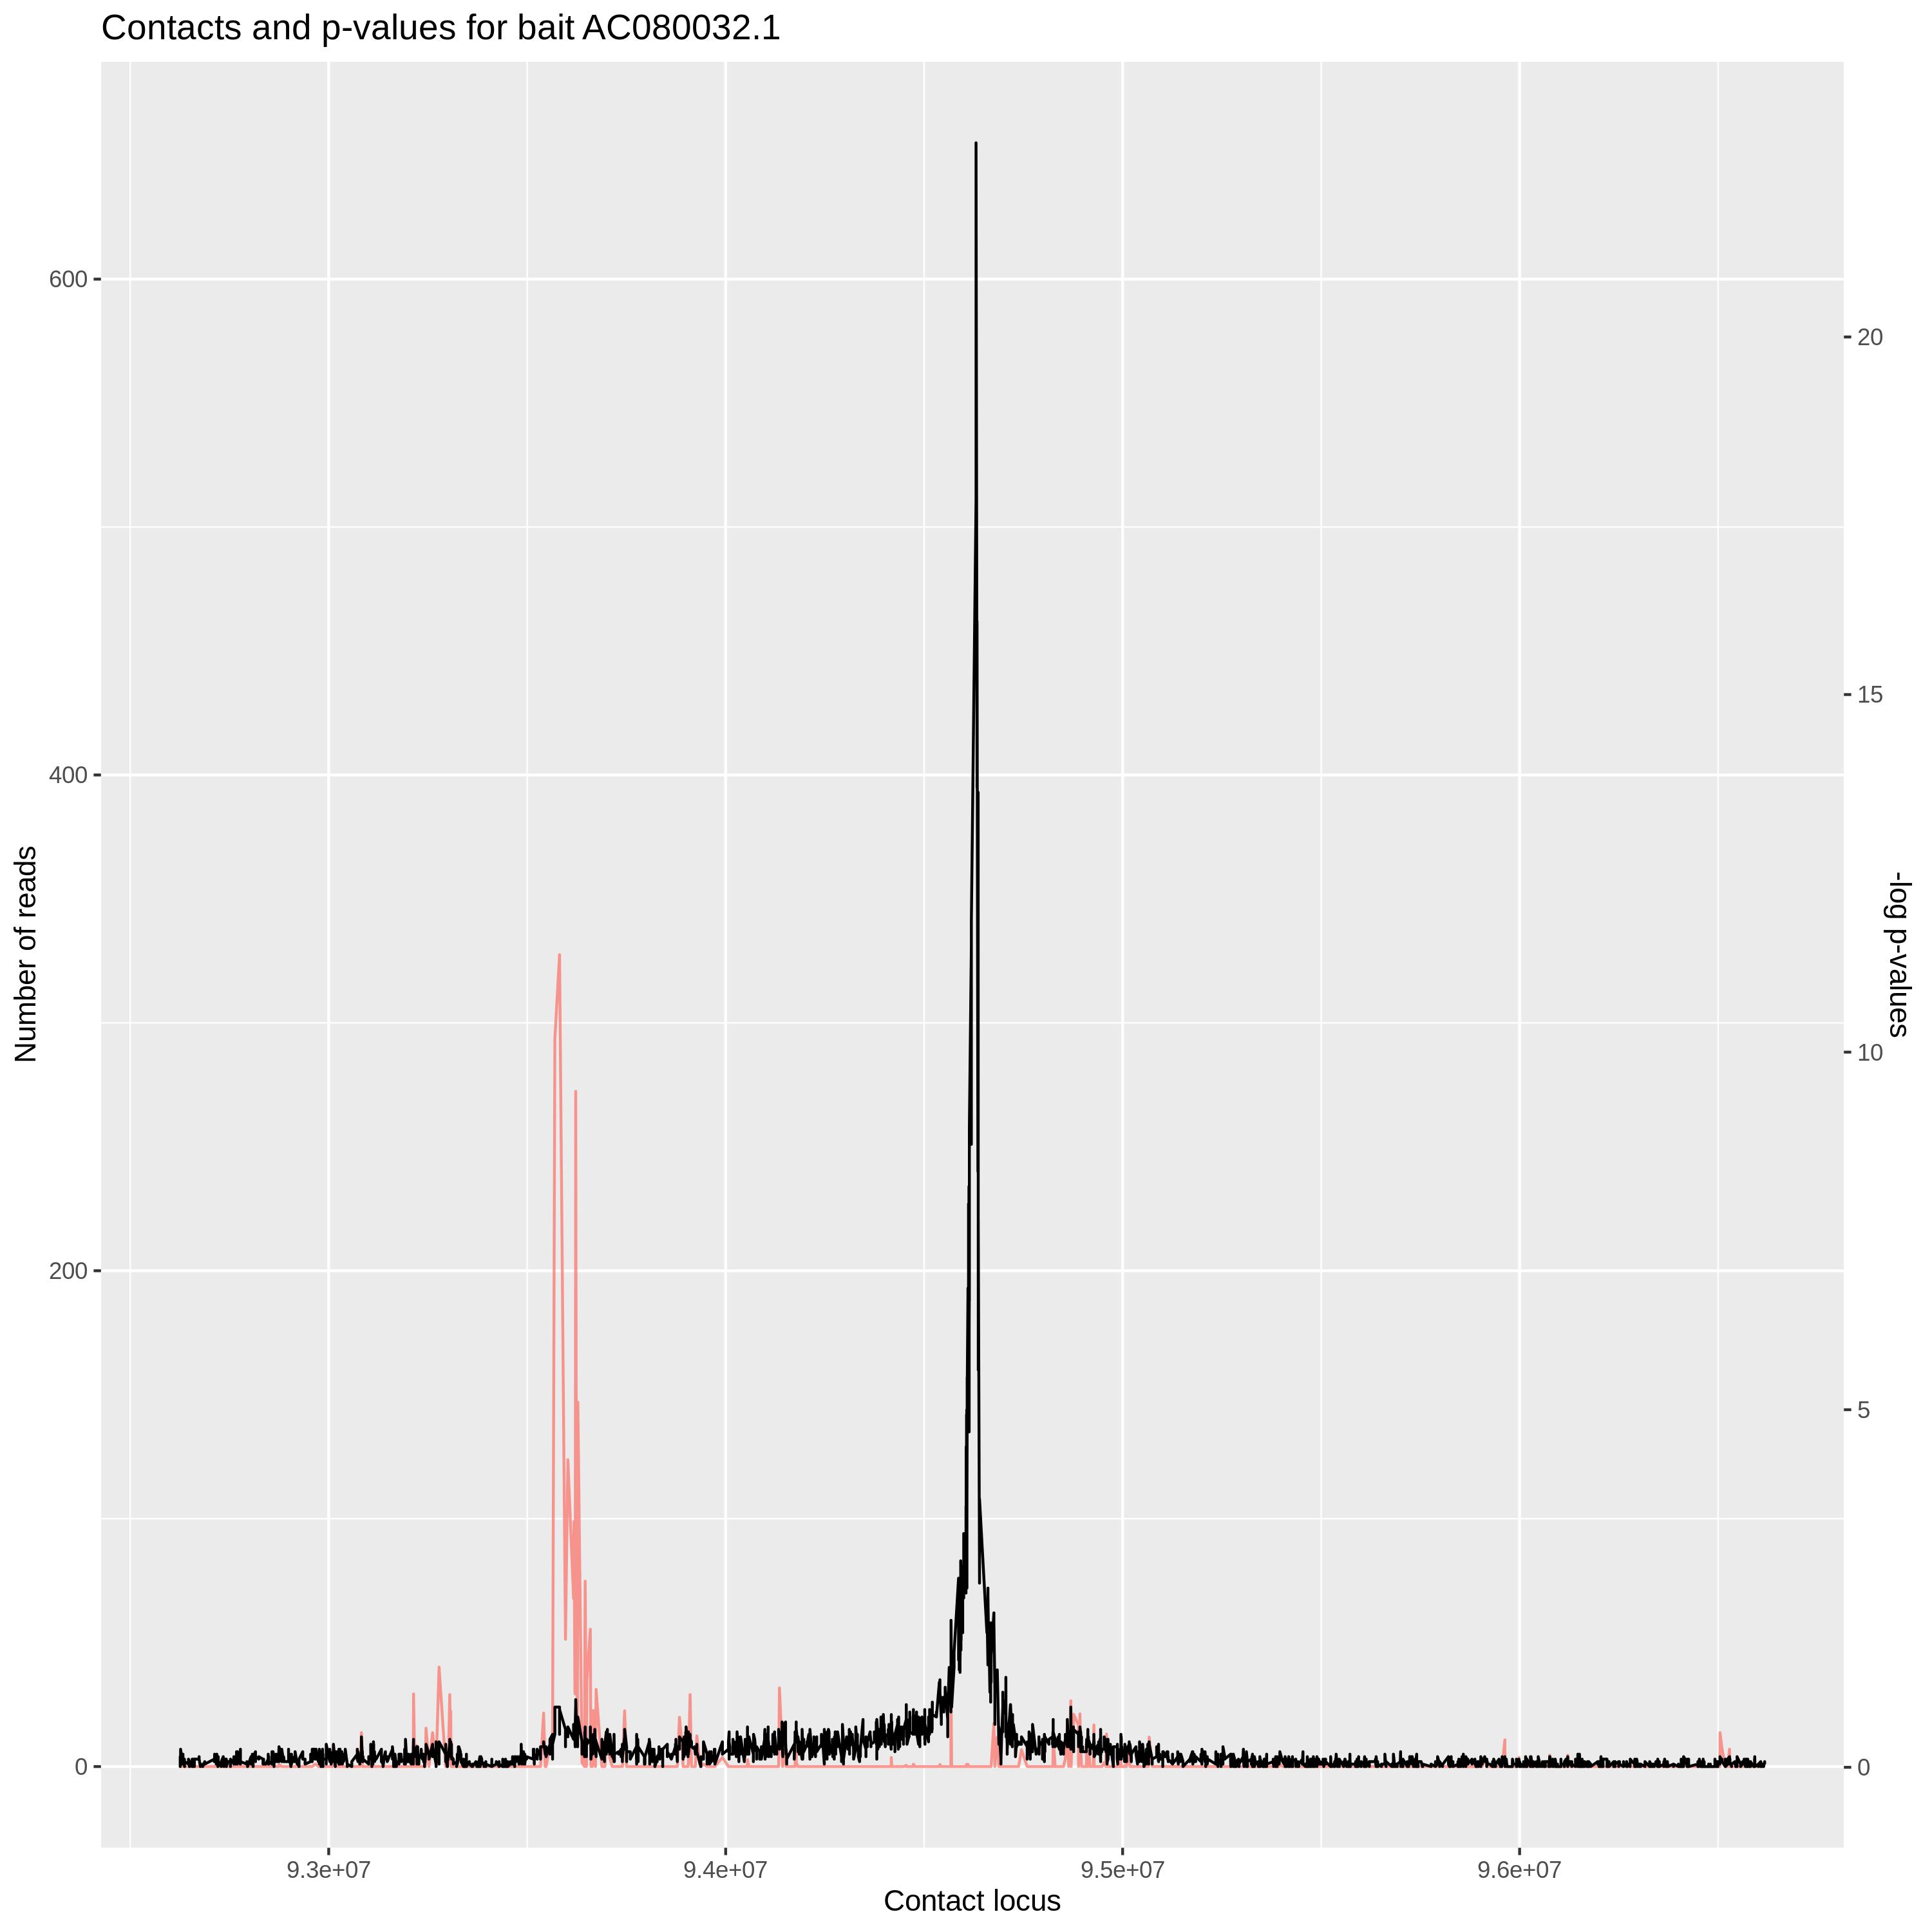 Contacts and p-values for bait AC080032.1
600
400
200
0
Number of reads
20
15
10
5
0
-log p-values
9.3e+07
9.4e+07
9.5e+07
9.6e+07
Contact locus